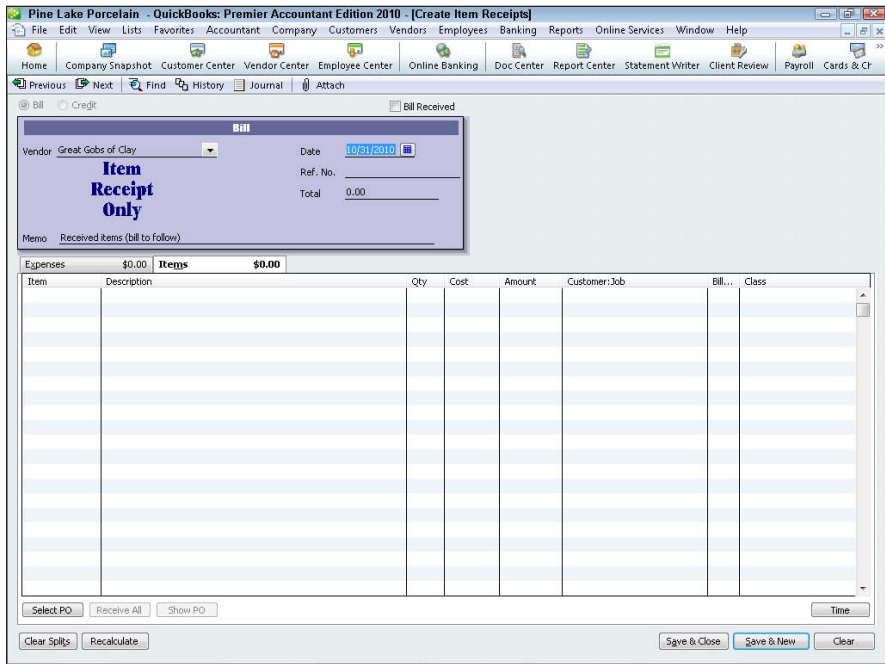 Pine Lake Porcelain - QuickBooks: Premier Accountant Edition 2010 - [Create Item Receipts]
File Edit View Lists Favorites Accountant Company Customers Vendors Employees Banking Reports Online Services Window Help
Home Company Snapshot Customer Center Vendor Center Employee Center Online Banking Doc Center Report Center Statement Writer Client Review Payroll Cards & Ch »
Previous Next Find History Journal Attach
Bill Credit Bill Received
Bill
Vendor Great Gobs of Clay Date 10/31/2010
Item Ref. No.
Receipt Total 0.00
Only
Memo Received items (bill to follow)
Expenses $0.00 Items $0.00
Item Description Qty Cost Amount Customer:Job Bill... Class
Select PO Receive All Show PO Time
Clear Splits Recalculate Save & Close Save & New Clear